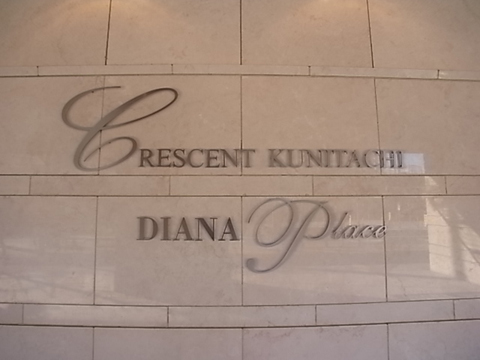 CRESCENT KUNITACHI
DIANA Place